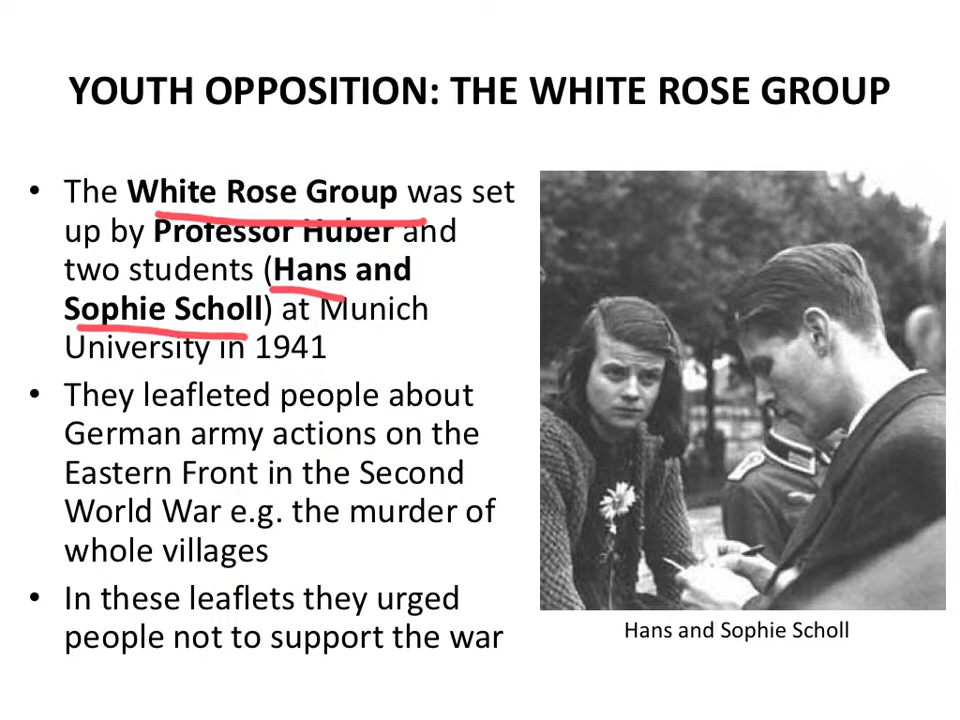 YOUTH OPPOSITION: THE WHITE ROSE GROUP
• The White Rose Group was set
up by Professor Huber and
two students (Hans and
Sophie Scholl) at Munich
University in 1941
• They leafleted people about
German army actions on the
Eastern Front in the Second
World War e.g. the murder of
whole villages
• In these leaflets they urged
people not to support the war
Hans and Sophie Scholl